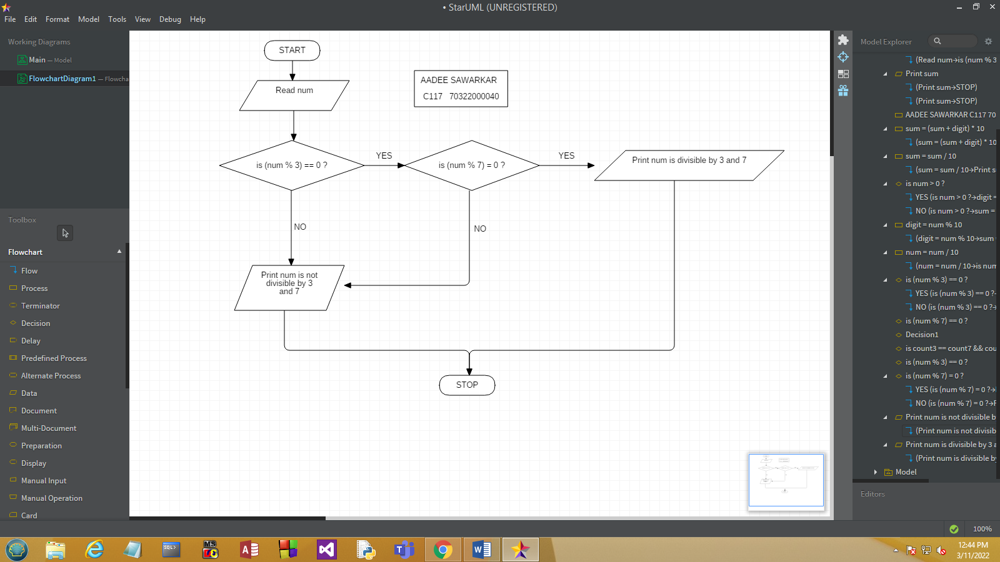 • StarUML (UNREGISTERED)
File Edit Format Model Tools View Debug Help
Working Diagrams
Main — Model
FlowchartDiagram1 — Flowcha
Toolbox
Flowchart
Flow
Process
Terminator
Decision
Delay
Predefined Process
Alternate Process
Data
Document
Multi-Document
Preparation
Display
Manual Input
Manual Operation
Card
START
Read num
AADEE SAWARKAR
C117 70322000040
is (num % 3) == 0 ?
YES
is (num % 7) = 0 ?
YES
Print num is divisible by 3 and 7
NO
NO
Print num is not
divisible by 3
and 7
STOP
Model Explorer
(Read num→is (num % 3
Print sum
(Print sum→STOP)
(Print sum→STOP)
AADEE SAWARKAR C117 70
sum = (sum + digit) * 10
(sum = (sum + digit) * 10
sum = sum / 10
(sum = sum / 10→Print s
is num > 0 ?
YES (is num > 0 ?→digit =
NO (is num > 0 ?→sum =
digit = num % 10
(digit = num % 10→sum =
num = num / 10
(num = num / 10→is num
is (num % 3) == 0 ?
YES (is (num % 3) == 0 ?→
NO (is (num % 3) == 0 ?→
is (num % 7) == 0 ?
Decision1
is count3 == count7 && cou
is (num % 3) == 0 ?
is (num % 7) = 0 ?
YES (is (num % 7) = 0 ?→
NO (is (num % 7) = 0 ?→P
Print num is not divisible b
(Print num is not divisib
Print num is divisible by 3 a
(Print num is divisible by
Model
Editors
100%
SQL>
MS
12:44 PM
3/11/2022